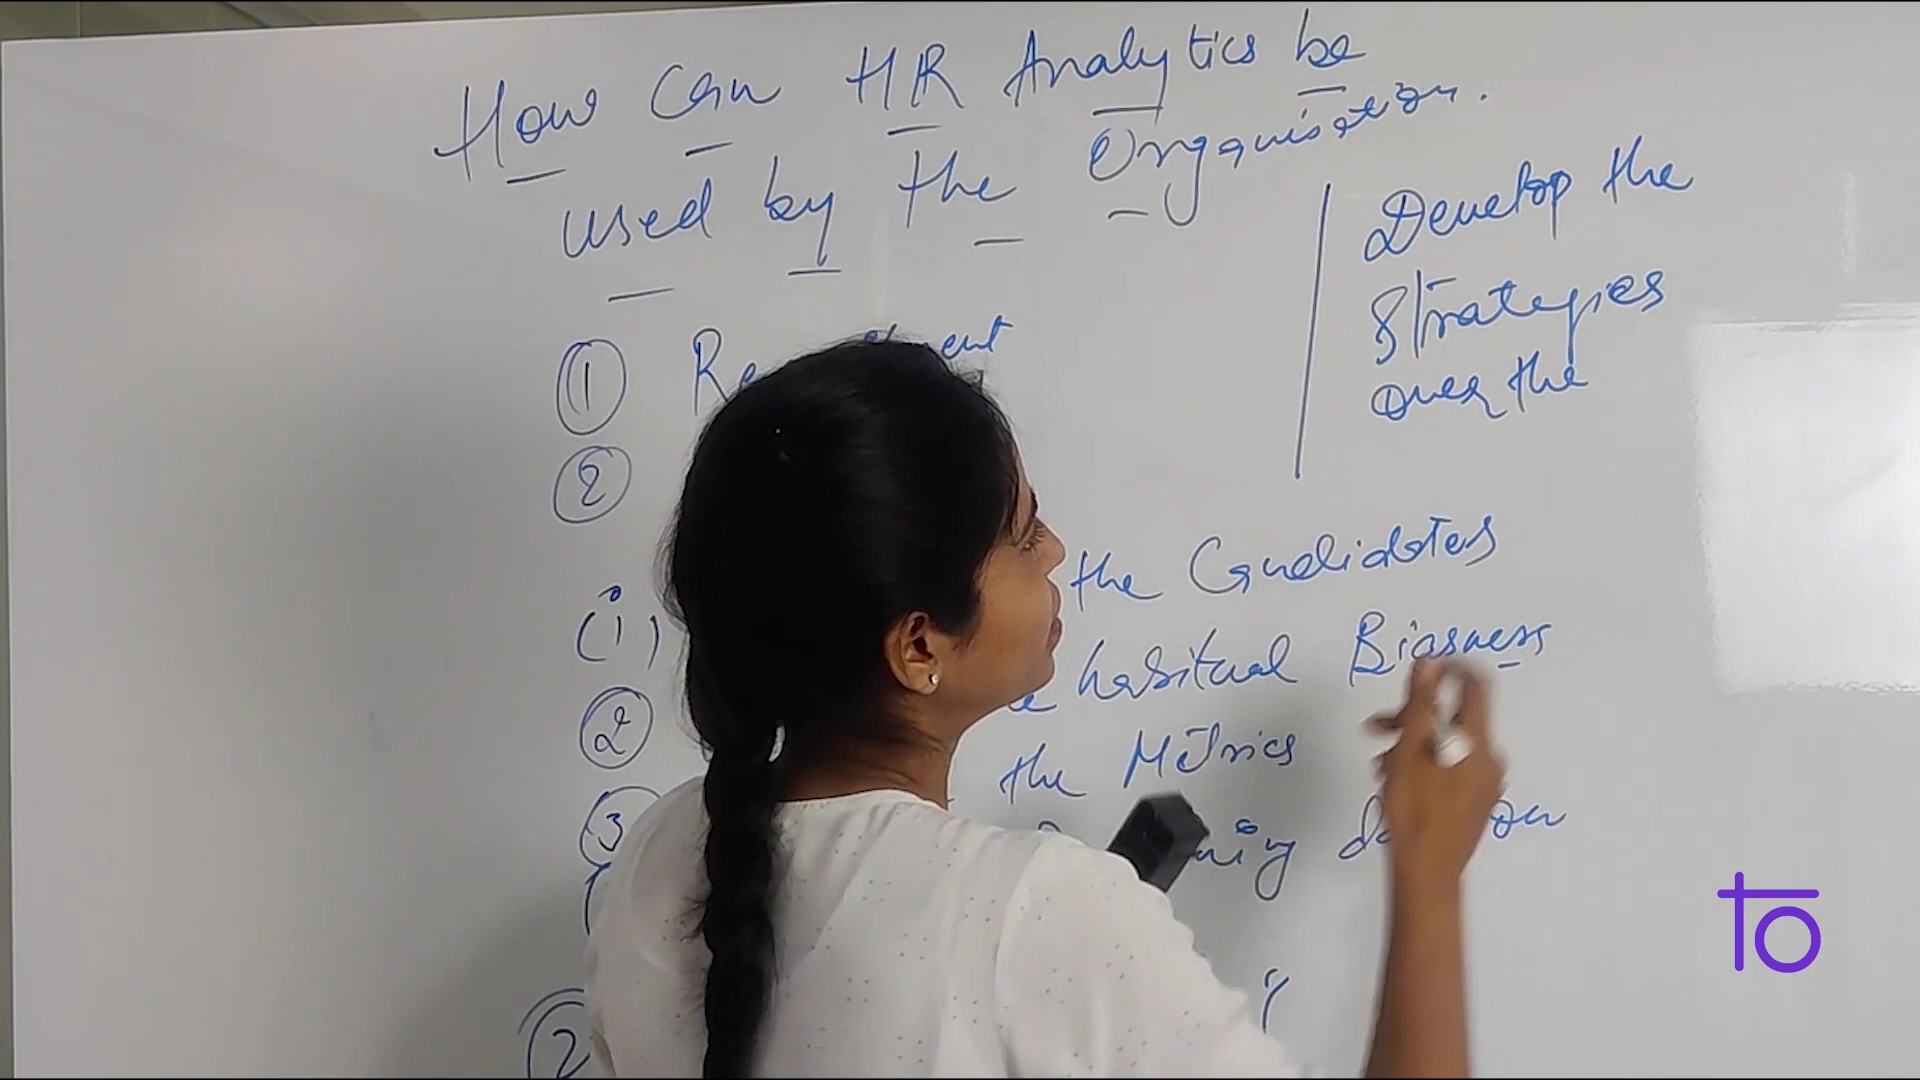 How Can HR Analytics be
used by the Organisation.
① 
② 
(i) the Candidates
② habitual Biasness
③ the Metrics
②
Develop the
Strategies
over the
to